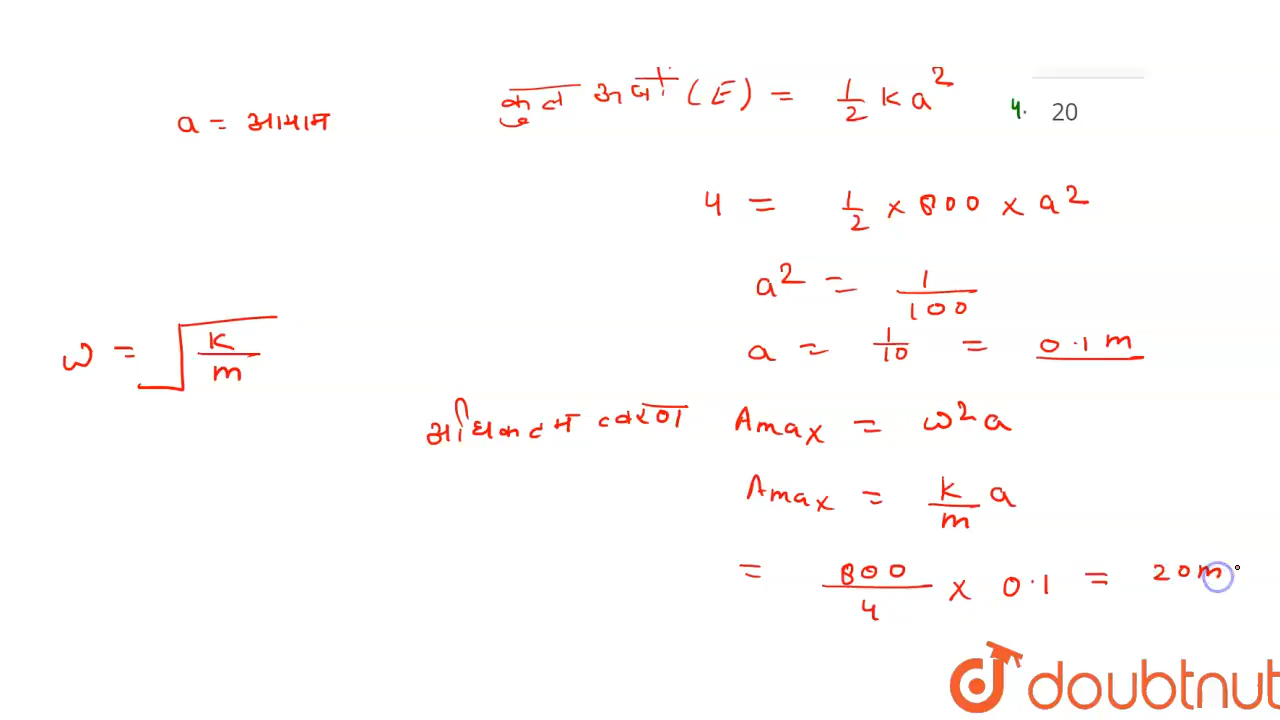 कुल ऊर्जा (E) = 1/2 K a²
4. 20
a = आयाम
4 = 1/2 × 800 × a²
a² = 1/100
a = 1/10 = 0.1 m
ω = √(K/m)
अधिकतम त्वरण Amax = ω²a
Amax = K/m a
= 800/4 × 0.1 = 20m
doubtnut